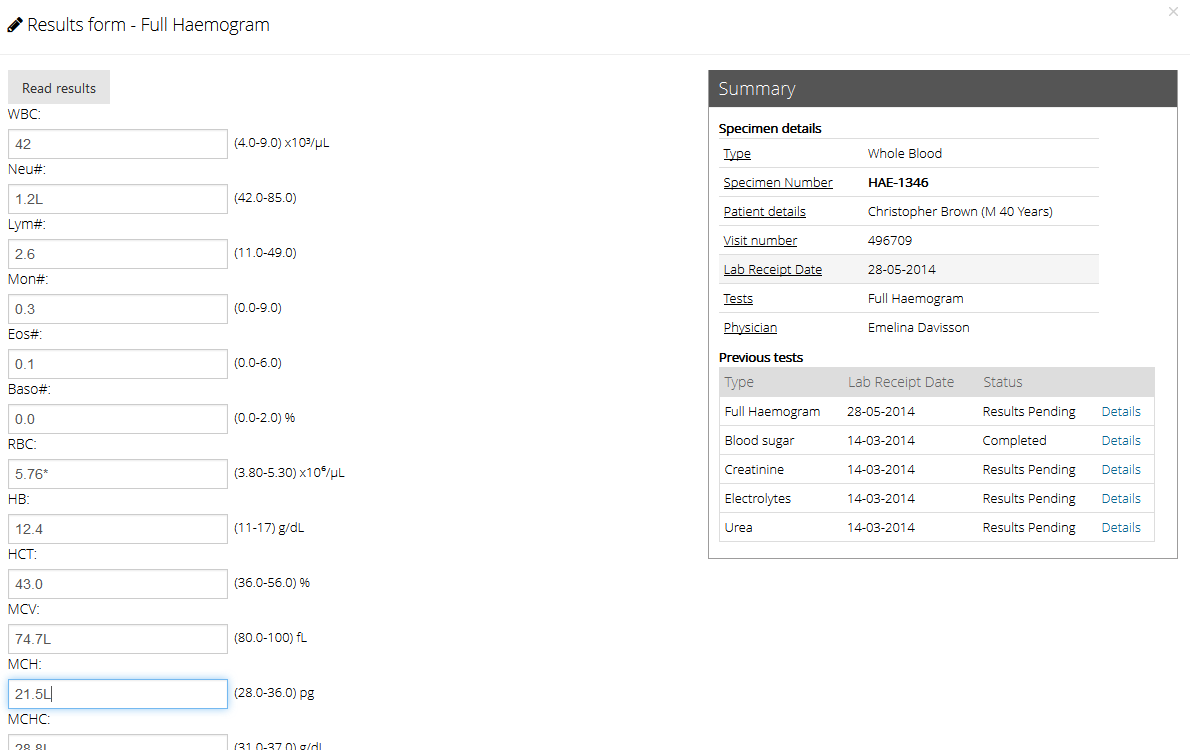 ×
Results form - Full Haemogram
Read results
WBC:
42 (4.0-9.0) x10³/µL
Neu#:
1.2L (42.0-85.0)
Lym#:
2.6 (11.0-49.0)
Mon#:
0.3 (0.0-9.0)
Eos#:
0.1 (0.0-6.0)
Baso#:
0.0 (0.0-2.0) %
RBC:
5.76* (3.80-5.30) x10⁶/µL
HB:
12.4 (11-17) g/dL
HCT:
43.0 (36.0-56.0) %
MCV:
74.7L (80.0-100) fL
MCH:
21.5L (28.0-36.0) pg
MCHC:
28.8L (31.0-37.0) g/dL
Summary
Specimen details
Type Whole Blood
Specimen Number HAE-1346
Patient details Christopher Brown (M 40 Years)
Visit number 496709
Lab Receipt Date 28-05-2014
Tests Full Haemogram
Physician Emelina Davisson
Previous tests
Type Lab Receipt Date Status
Full Haemogram 28-05-2014 Results Pending Details
Blood sugar 14-03-2014 Completed Details
Creatinine 14-03-2014 Results Pending Details
Electrolytes 14-03-2014 Results Pending Details
Urea 14-03-2014 Results Pending Details